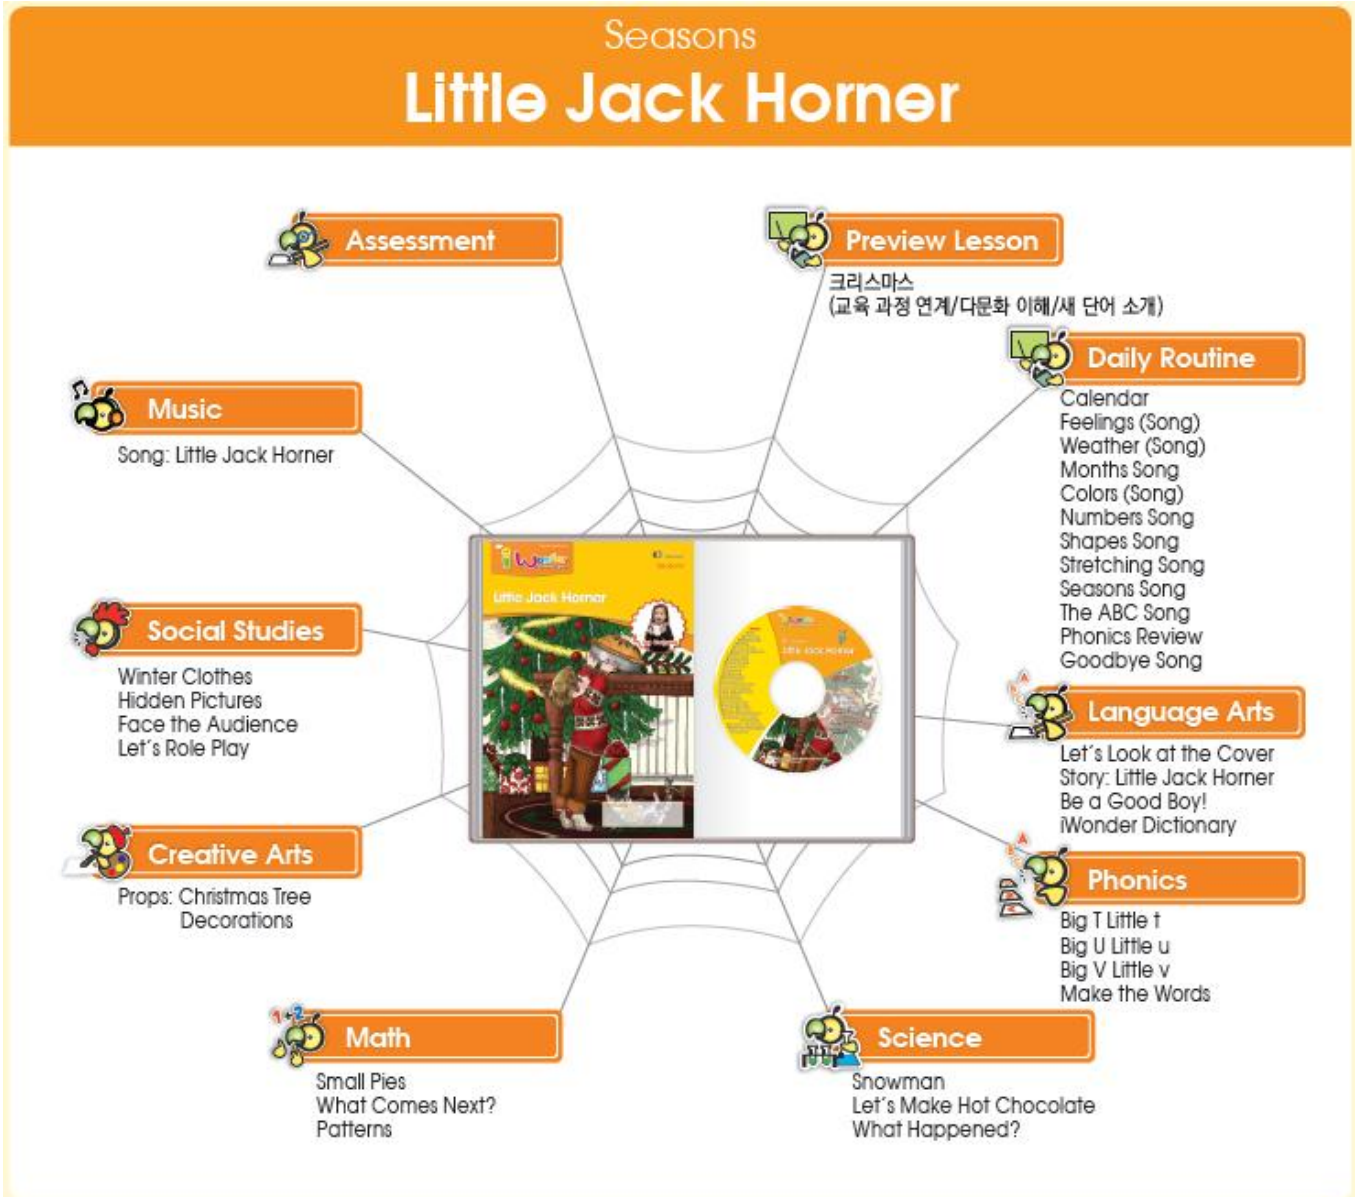 Seasons
Little Jack Horner
Assessment
Preview Lesson
크리스마스
(교육 과정 연계/다문화 이해/새 단어 소개)
Daily Routine
Calendar
Feelings (Song)
Weather (Song)
Months Song
Colors (Song)
Numbers Song
Shapes Song
Stretching Song
Seasons Song
The ABC Song
Phonics Review
Goodbye Song
Music
Song: Little Jack Horner
Social Studies
Winter Clothes
Hidden Pictures
Face the Audience
Let's Role Play
i Wonder
Little Jack Horner
Little Jack Horner
Language Arts
Let's Look at the Cover
Story: Little Jack Horner
Be a Good Boy!
iWonder Dictionary
Creative Arts
Props: Christmas Tree
Decorations
Phonics
Big T Little t
Big U Little u
Big V Little v
Make the Words
Math
Small Pies
What Comes Next?
Patterns
Science
Snowman
Let's Make Hot Chocolate
What Happened?